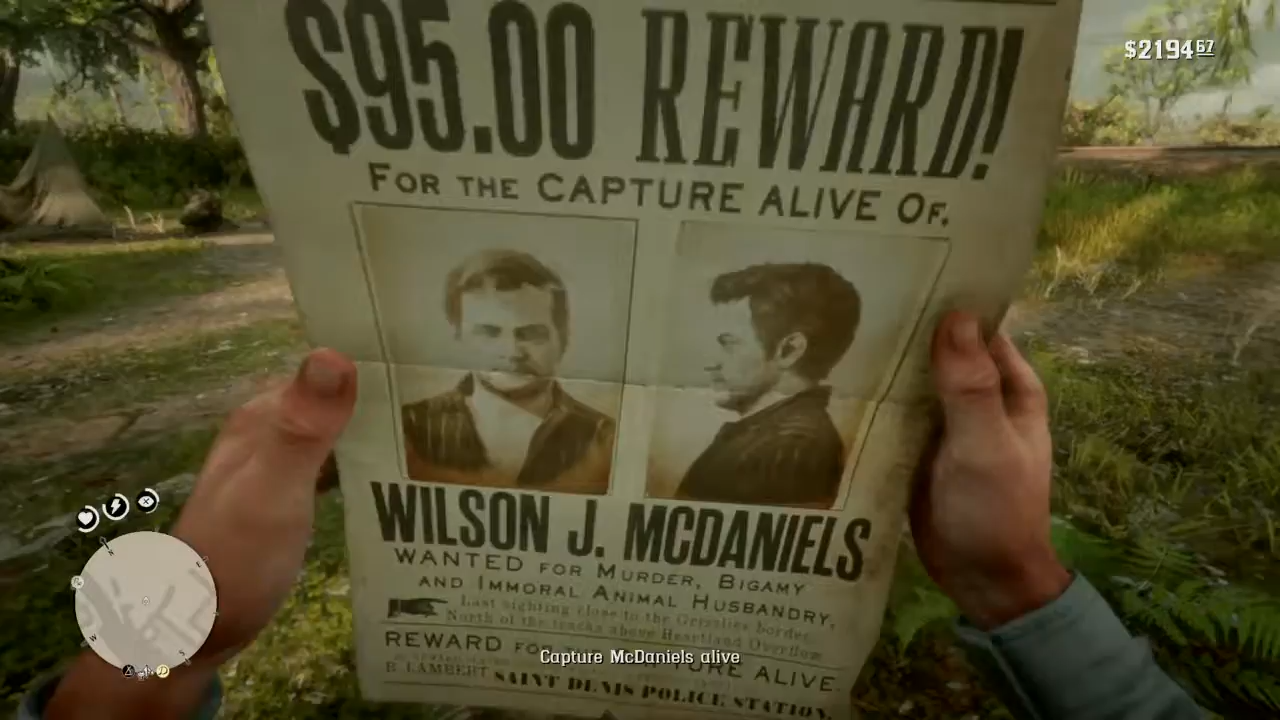 $2194 67
$95.00 REWARD!
FOR THE CAPTURE ALIVE OF.
WILSON J. MCDANIELS
WANTED FOR MURDER, BIGAMY
AND IMMORAL ANIMAL HUSBANDRY,
Last sighting close to the Grizzlies border,
North of the tracks above Heartland Overflow
REWARD FOR ALIVE.
Capture McDaniels alive
B. LAMBERT SAINT DENIS POLICE STATION,